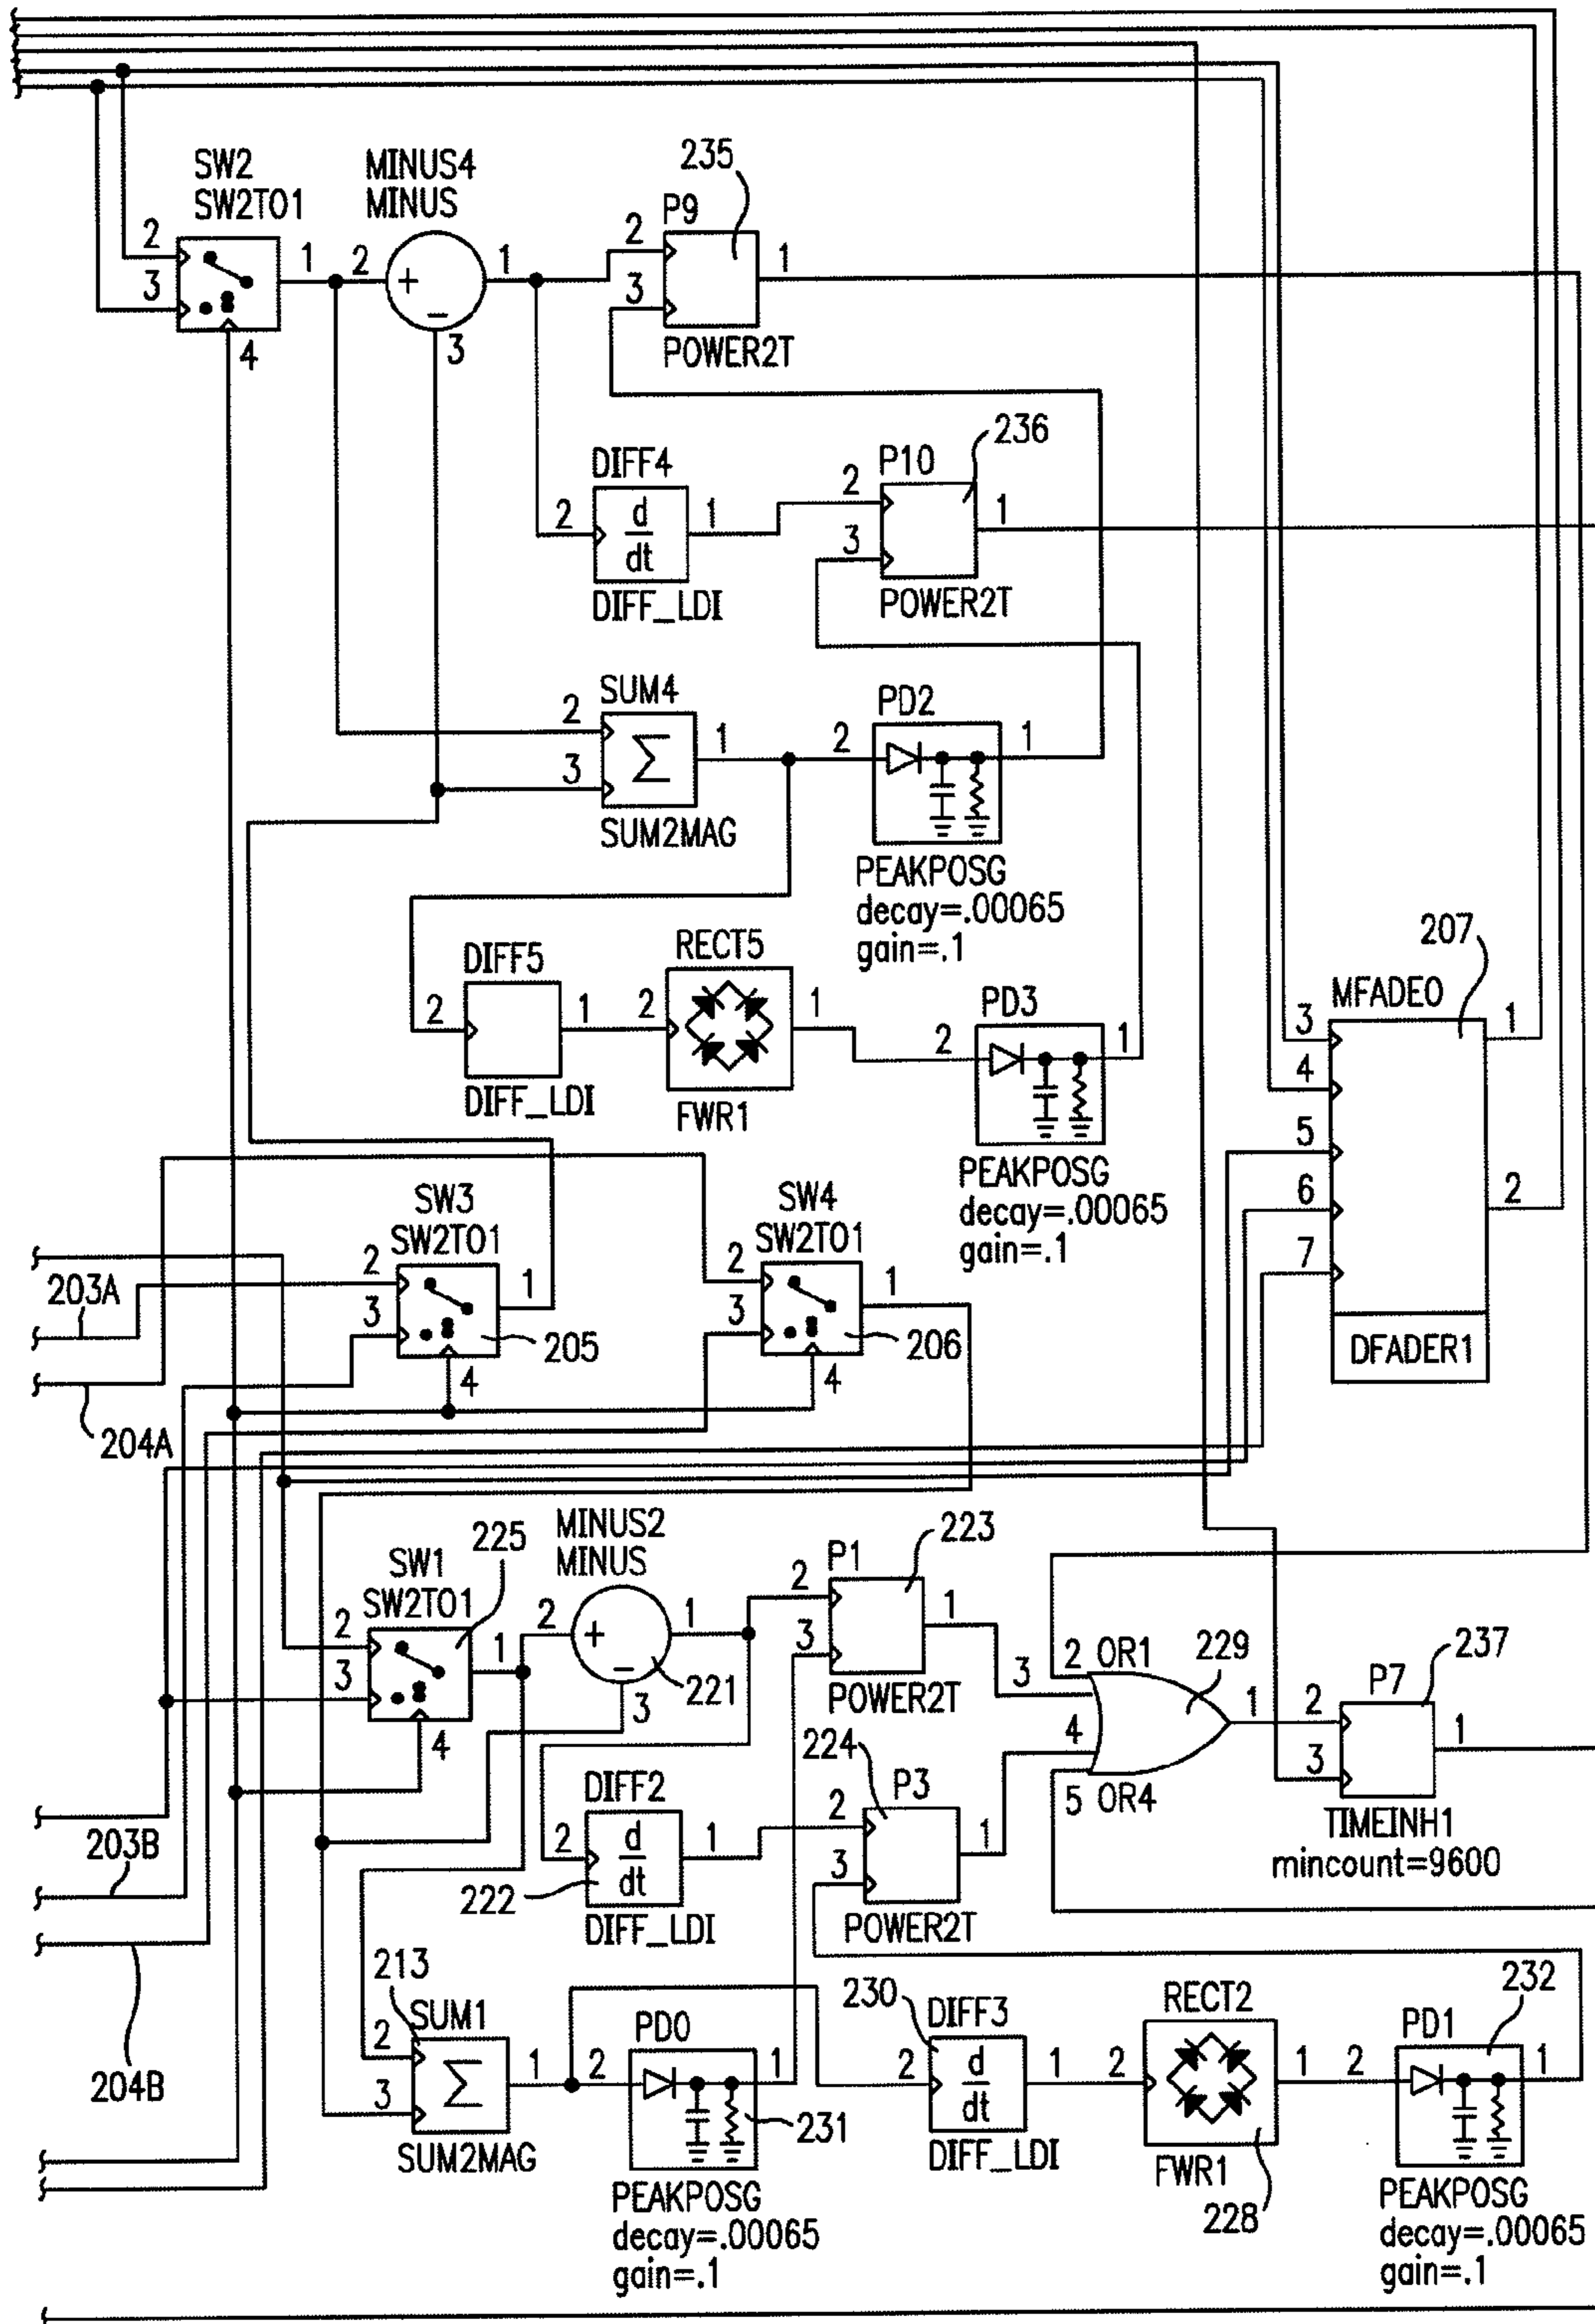 SW2
SW2TO1
2
3
1
4
MINUS4
MINUS
2
+
−
1
3
235
P9
2
3
1
POWER2T
DIFF4
2
d
dt
1
DIFF_LDI
236
P10
2
3
1
POWER2T
SUM4
2
3
Σ
1
SUM2MAG
PD2
2
1
PEAKPOSG
decay=.00065
gain=.1
DIFF5
2
1
DIFF_LDI
RECT5
2
1
FWR1
PD3
2
1
PEAKPOSG
decay=.00065
gain=.1
207
MFADE0
3
4
5
6
7
1
2
DFADER1
SW3
SW2TO1
2
3
1
4
205
SW4
SW2TO1
2
3
1
4
206
203A
204A
SW1
SW2TO1
225
2
3
1
4
MINUS2
MINUS
2
+
−
1
3
221
P1
223
2
3
1
POWER2T
2 OR1
3
4
5 OR4
1
229
P7
237
2
3
1
TIMEINH1
mincount=9600
203B
204B
DIFF2
2
d
dt
1
222
DIFF_LDI
224
P3
2
3
1
POWER2T
213
SUM1
2
3
Σ
1
SUM2MAG
PD0
2
1
231
PEAKPOSG
decay=.00065
gain=.1
230
DIFF3
2
d
dt
1
DIFF_LDI
RECT2
2
1
FWR1
228
232
PD1
2
1
PEAKPOSG
decay=.00065
gain=.1